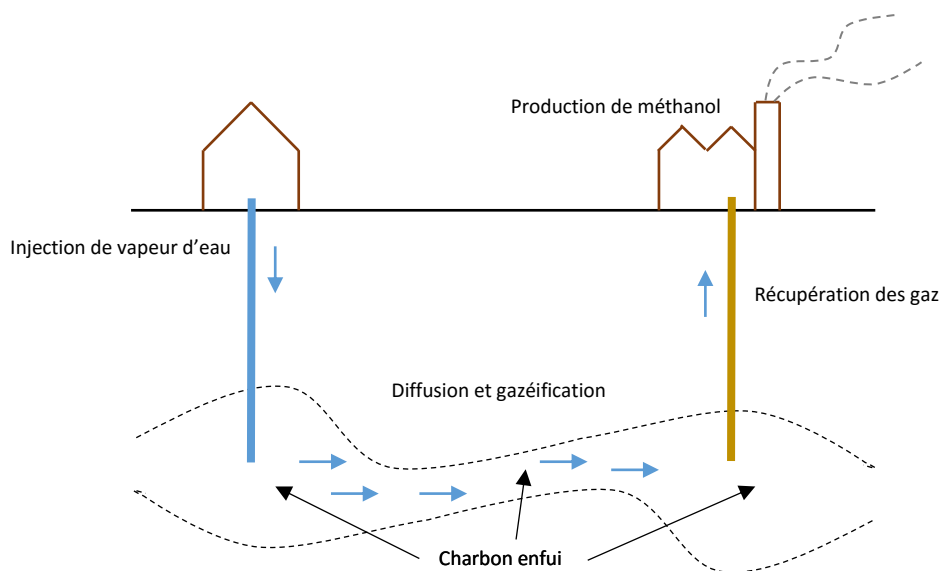 Production de méthanol
Injection de vapeur d’eau
Récupération des gaz
Diffusion et gazéification
Charbon enfui